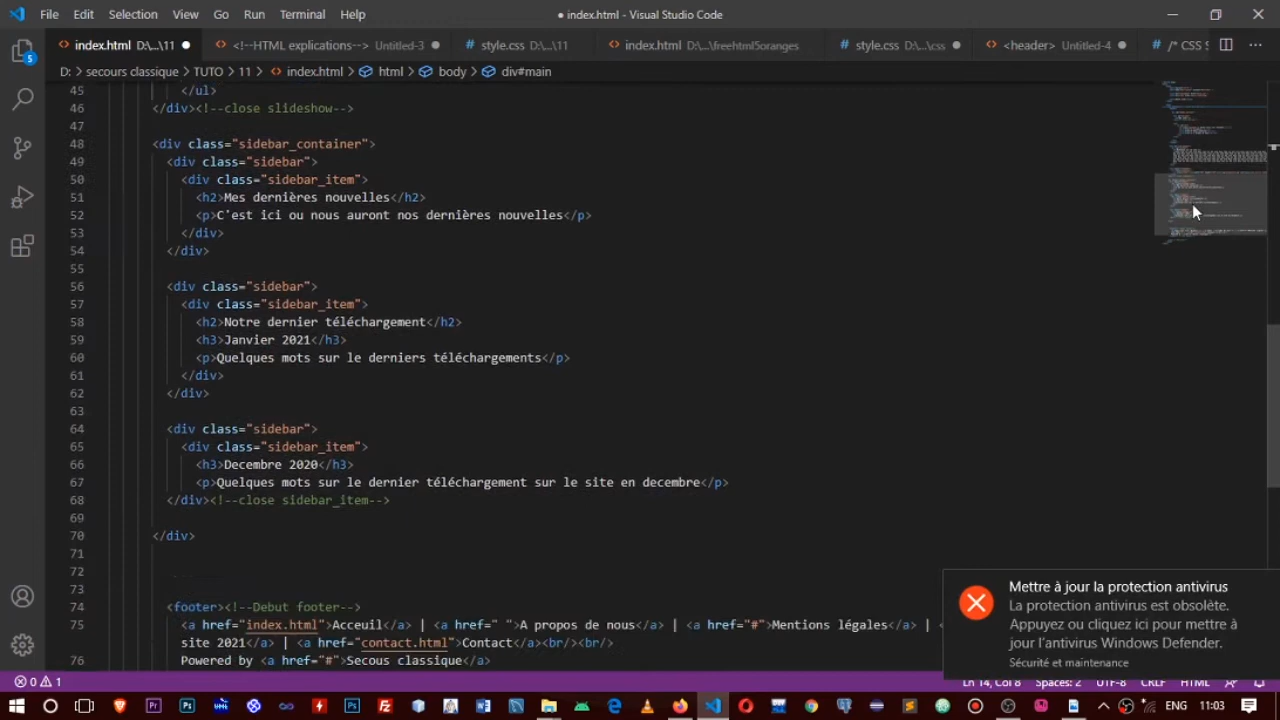 File Edit Selection View Go Run Terminal Help
● index.html - Visual Studio Code
index.html D:\...\11 ●
<!--HTML explications--> Untitled-3 ●
style.css D:\...\11
index.html D:\...\freehtml5oranges
style.css D:\...\css ●
<header> Untitled-4 ●
/* CSS S
D: > secours classique > TUTO > 11 > index.html > html > body > div#main
45 </ul>
46 </div><!--close slideshow-->
47
48 <div class="sidebar_container">
49 <div class="sidebar">
50 <div class="sidebar_item">
51 <h2>Mes dernières nouvelles</h2>
52 <p>C'est ici ou nous auront nos dernières nouvelles</p>
53 </div>
54 </div>
55
56 <div class="sidebar">
57 <div class="sidebar_item">
58 <h2>Notre dernier téléchargement</h2>
59 <h3>Janvier 2021</h3>
60 <p>Quelques mots sur le derniers téléchargements</p>
61 </div>
62 </div>
63
64 <div class="sidebar">
65 <div class="sidebar_item">
66 <h3>Decembre 2020</h3>
67 <p>Quelques mots sur le dernier téléchargement sur le site en decembre</p>
68 </div><!--close sidebar_item-->
69
70 </div>
71
72
73
74 <footer><!--Debut footer-->
75 <a href="index.html">Acceuil</a> | <a href=" ">A propos de nous</a> | <a href="#">Mentions légales</a> | <
site 2021</a> | <a href="contact.html">Contact</a><br/><br/>
76 Powered by <a href="#">Secous classique</a>
Mettre à jour la protection antivirus
La protection antivirus est obsolète.
Appuyez ou cliquez ici pour mettre à
jour l'antivirus Windows Defender.
Sécurité et maintenance
0 1
Ln 14, Col 8 Spaces: 2 UTF-8 CRLF HTML
ENG 11:03